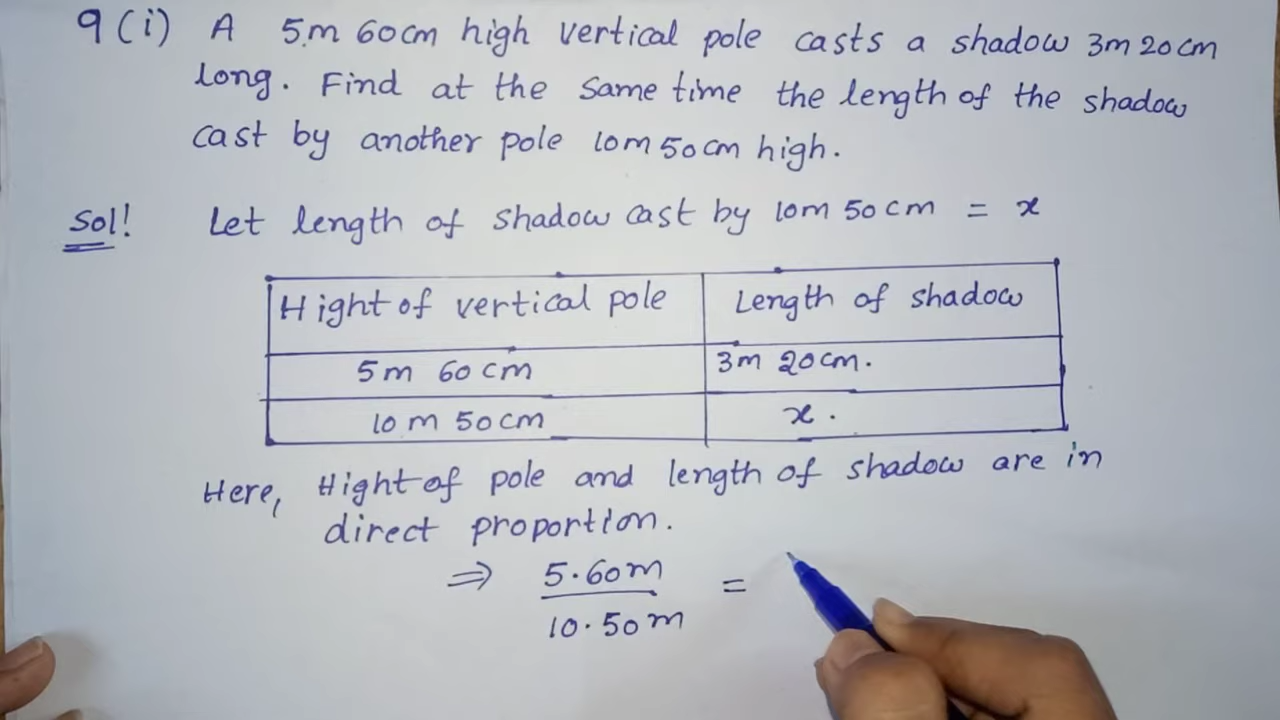 9 (i) A 5m 60cm high vertical pole casts a shadow 3m 20cm
long. Find at the same time the length of the shadow
cast by another pole 10m 50cm high.
Sol! Let length of shadow cast by 10m 50cm = x
Hight of vertical pole Length of shadow
5m 60cm 3m 20cm.
10m 50cm x.
Here, Hight of pole and length of shadow are in
direct proportion.
⇒ 5.60m =
10.50m